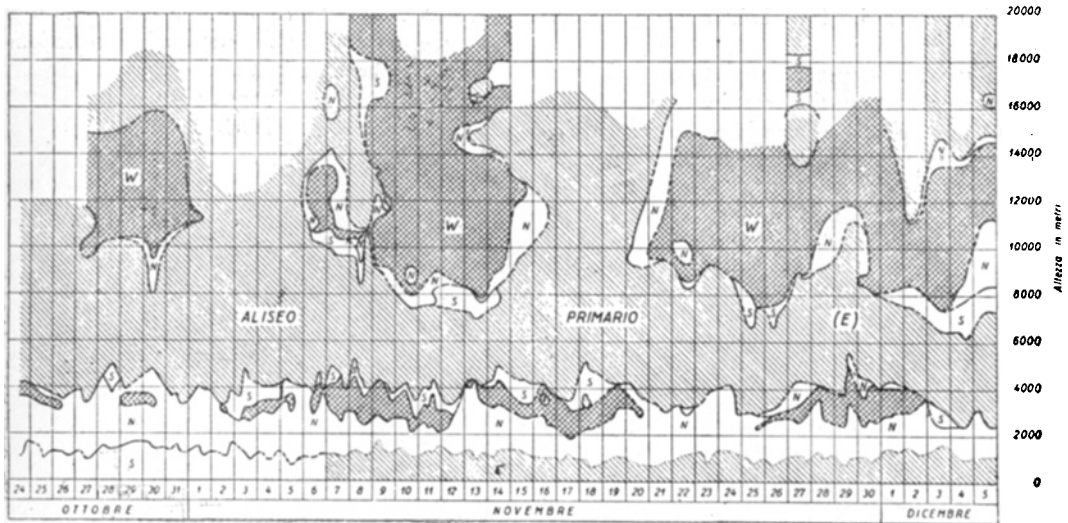 20000
18000
16000
14000
12000
10000
8000
6000
4000
2000
0
Altezza in metri
S
N
W
N
W
N
N
N
S
N
N
N
S
W
N
N
N
S
N
N
W
N
S
S
S
N
N
S
ALISEO PRIMARIO (E)
S
S
S
S
S
S
N
N
N
N
N
N
N
S
S
E
24 25 26 27 28 29 30 31 1 2 3 4 5 6 7 8 9 10 11 12 13 14 15 16 17 18 19 20 21 22 23 24 25 26 27 28 29 30 1 2 3 4 5
OTTOBRE NOVEMBRE DICEMBRE